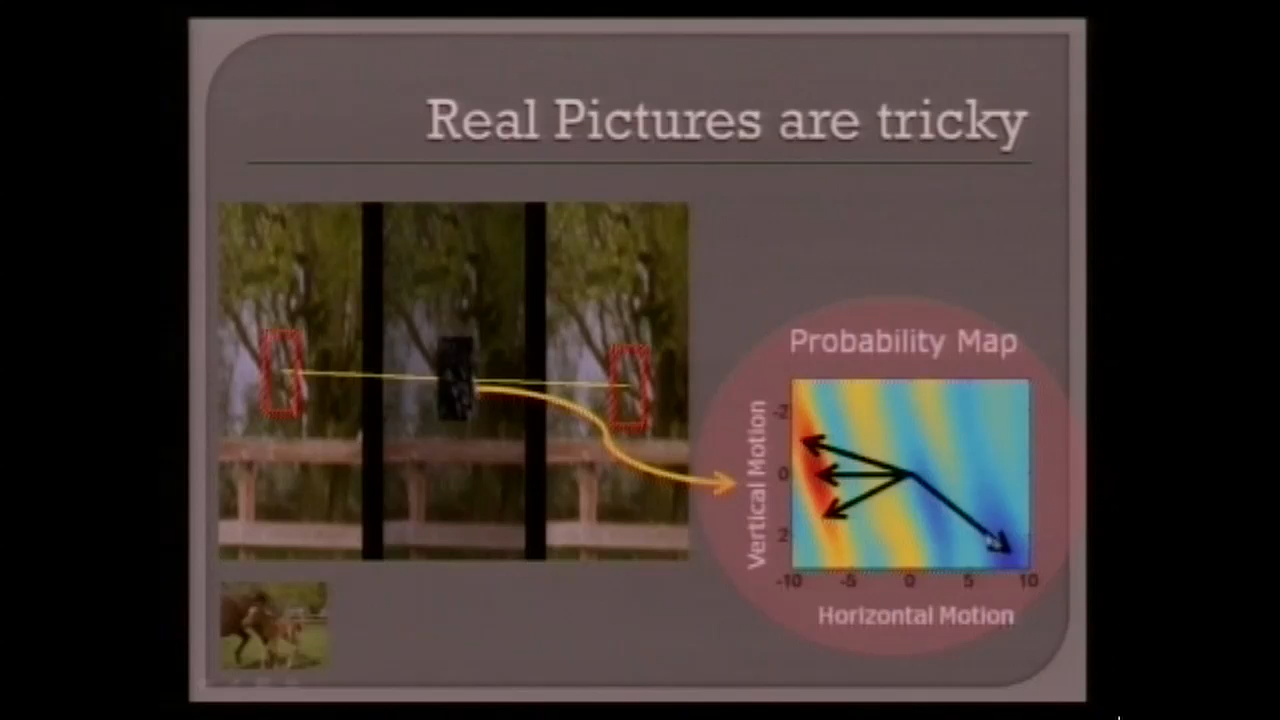 Real Pictures are tricky
Probability Map
Vertical Motion
-2
0
2
-10 -5 0 5 10
Horizontal Motion